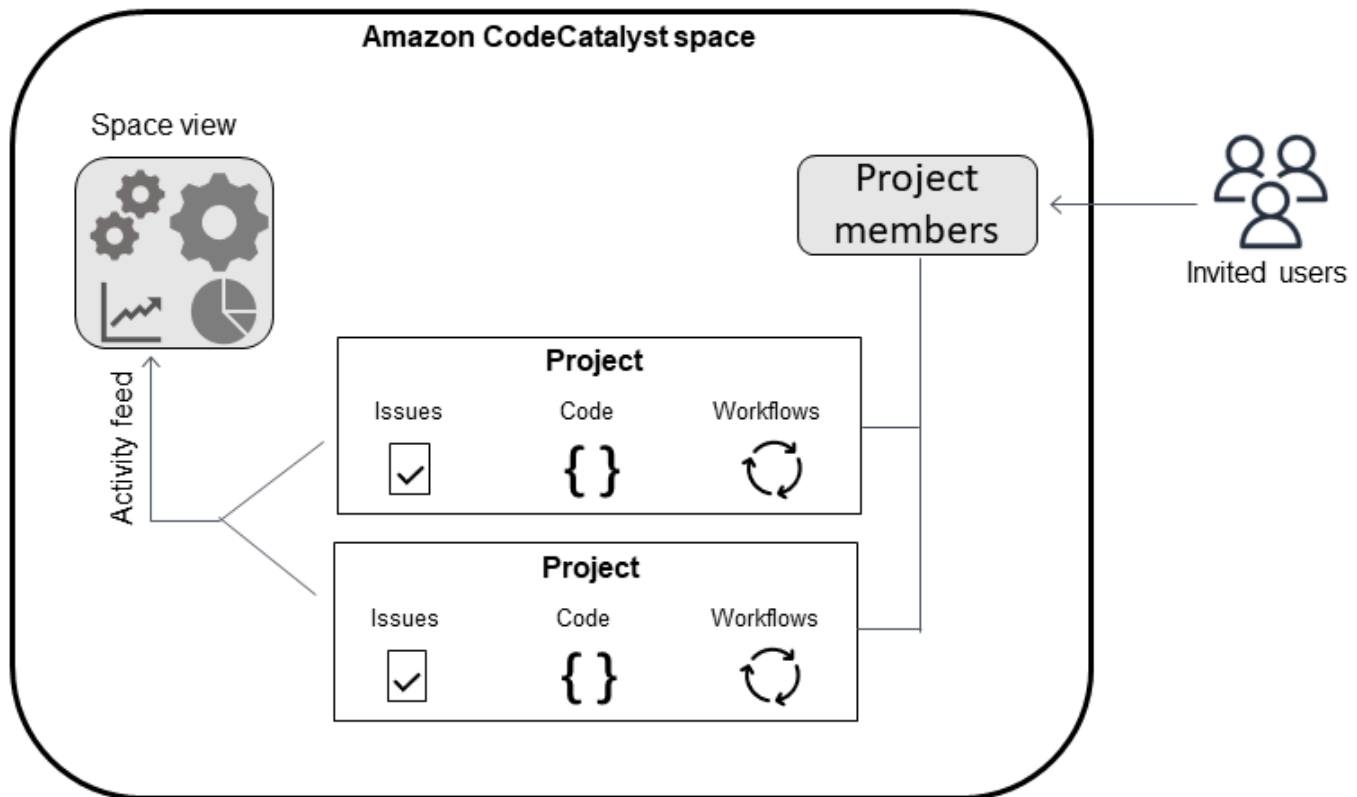 Amazon CodeCatalyst space
Space view
Project
members
Invited users
Activity feed
Project
Issues Code Workflows
{ }
Project
Issues Code Workflows
{ }